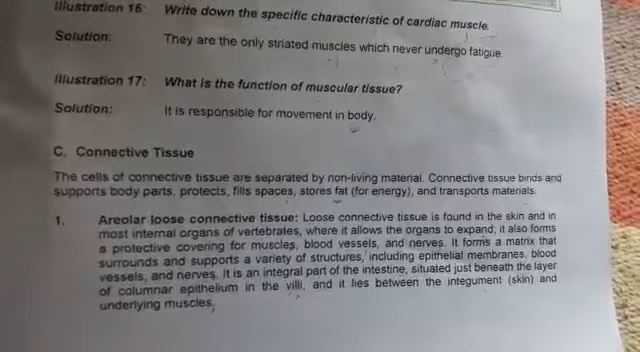 Illustration 16: Write down the specific characteristic of cardiac muscle.
Solution: They are the only striated muscles which never undergo fatigue.
Illustration 17: What is the function of muscular tissue?
Solution: It is responsible for movement in body.
C. Connective Tissue
The cells of connective tissue are separated by non-living material. Connective tissue binds and
supports body parts, protects, fills spaces, stores fat (for energy), and transports materials.
1. Areolar loose connective tissue: Loose connective tissue is found in the skin and in
most internal organs of vertebrates, where it allows the organs to expand; it also forms
a protective covering for muscles, blood vessels, and nerves. It forms a matrix that
surrounds and supports a variety of structures, including epithelial membranes, blood
vessels, and nerves. It is an integral part of the intestine, situated just beneath the layer
of columnar epithelium in the villi, and it lies between the integument (skin) and
underlying muscles.